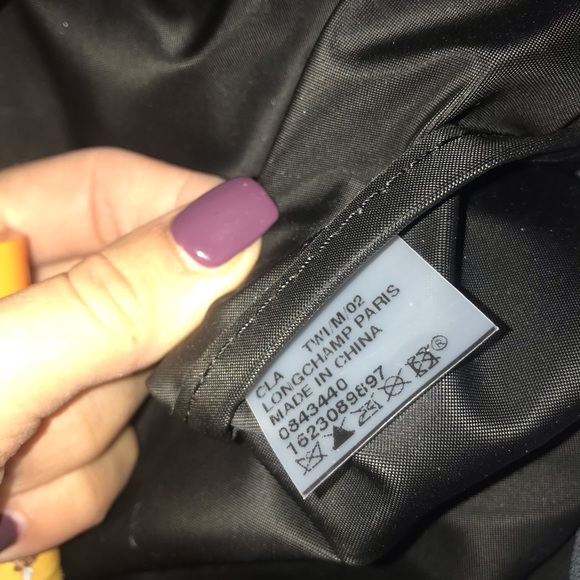 CLA TWI/M/02
LONGCHAMP PARIS
MADE IN CHINA
0843440
1623089897
®